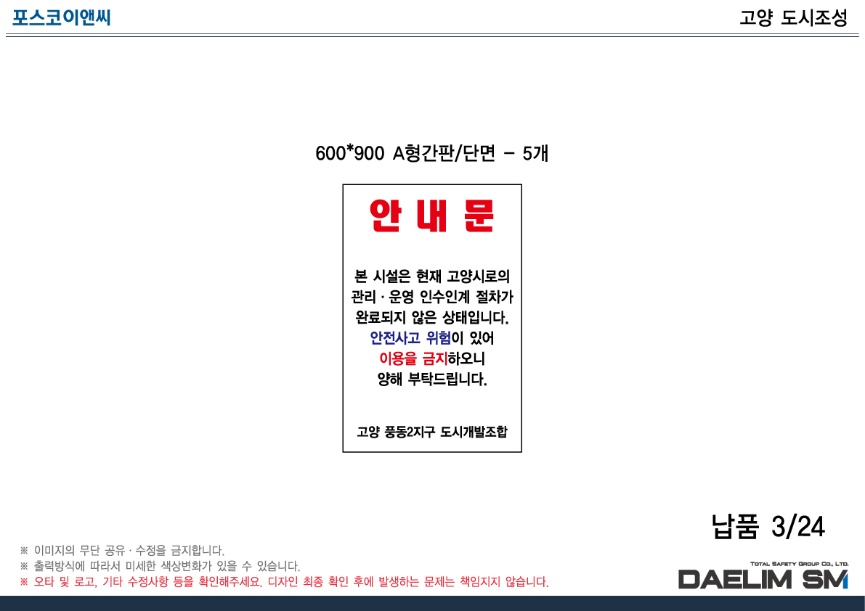 포스코이앤씨
고양 도시조성
600*900 A형간판/단면 - 5개
안 내 문
본 시설은 현재 고양시로의
관리·운영 인수인계 절차가
완료되지 않은 상태입니다.
안전사고 위험이 있어
이용을 금지하오니
양해 부탁드립니다.
고양 풍동2지구 도시개발조합
납품 3/24
※ 이미지의 무단 공유·수정을 금지합니다.
※ 출력방식에 따라서 미세한 색상변화가 있을 수 있습니다.
※ 오타 및 로고, 기타 수정사항 등을 확인해주세요. 디자인 최종 확인 후에 발생하는 문제는 책임지지 않습니다.
TOTAL SAFETY GROUP CO., LTD.
DAELIM SM